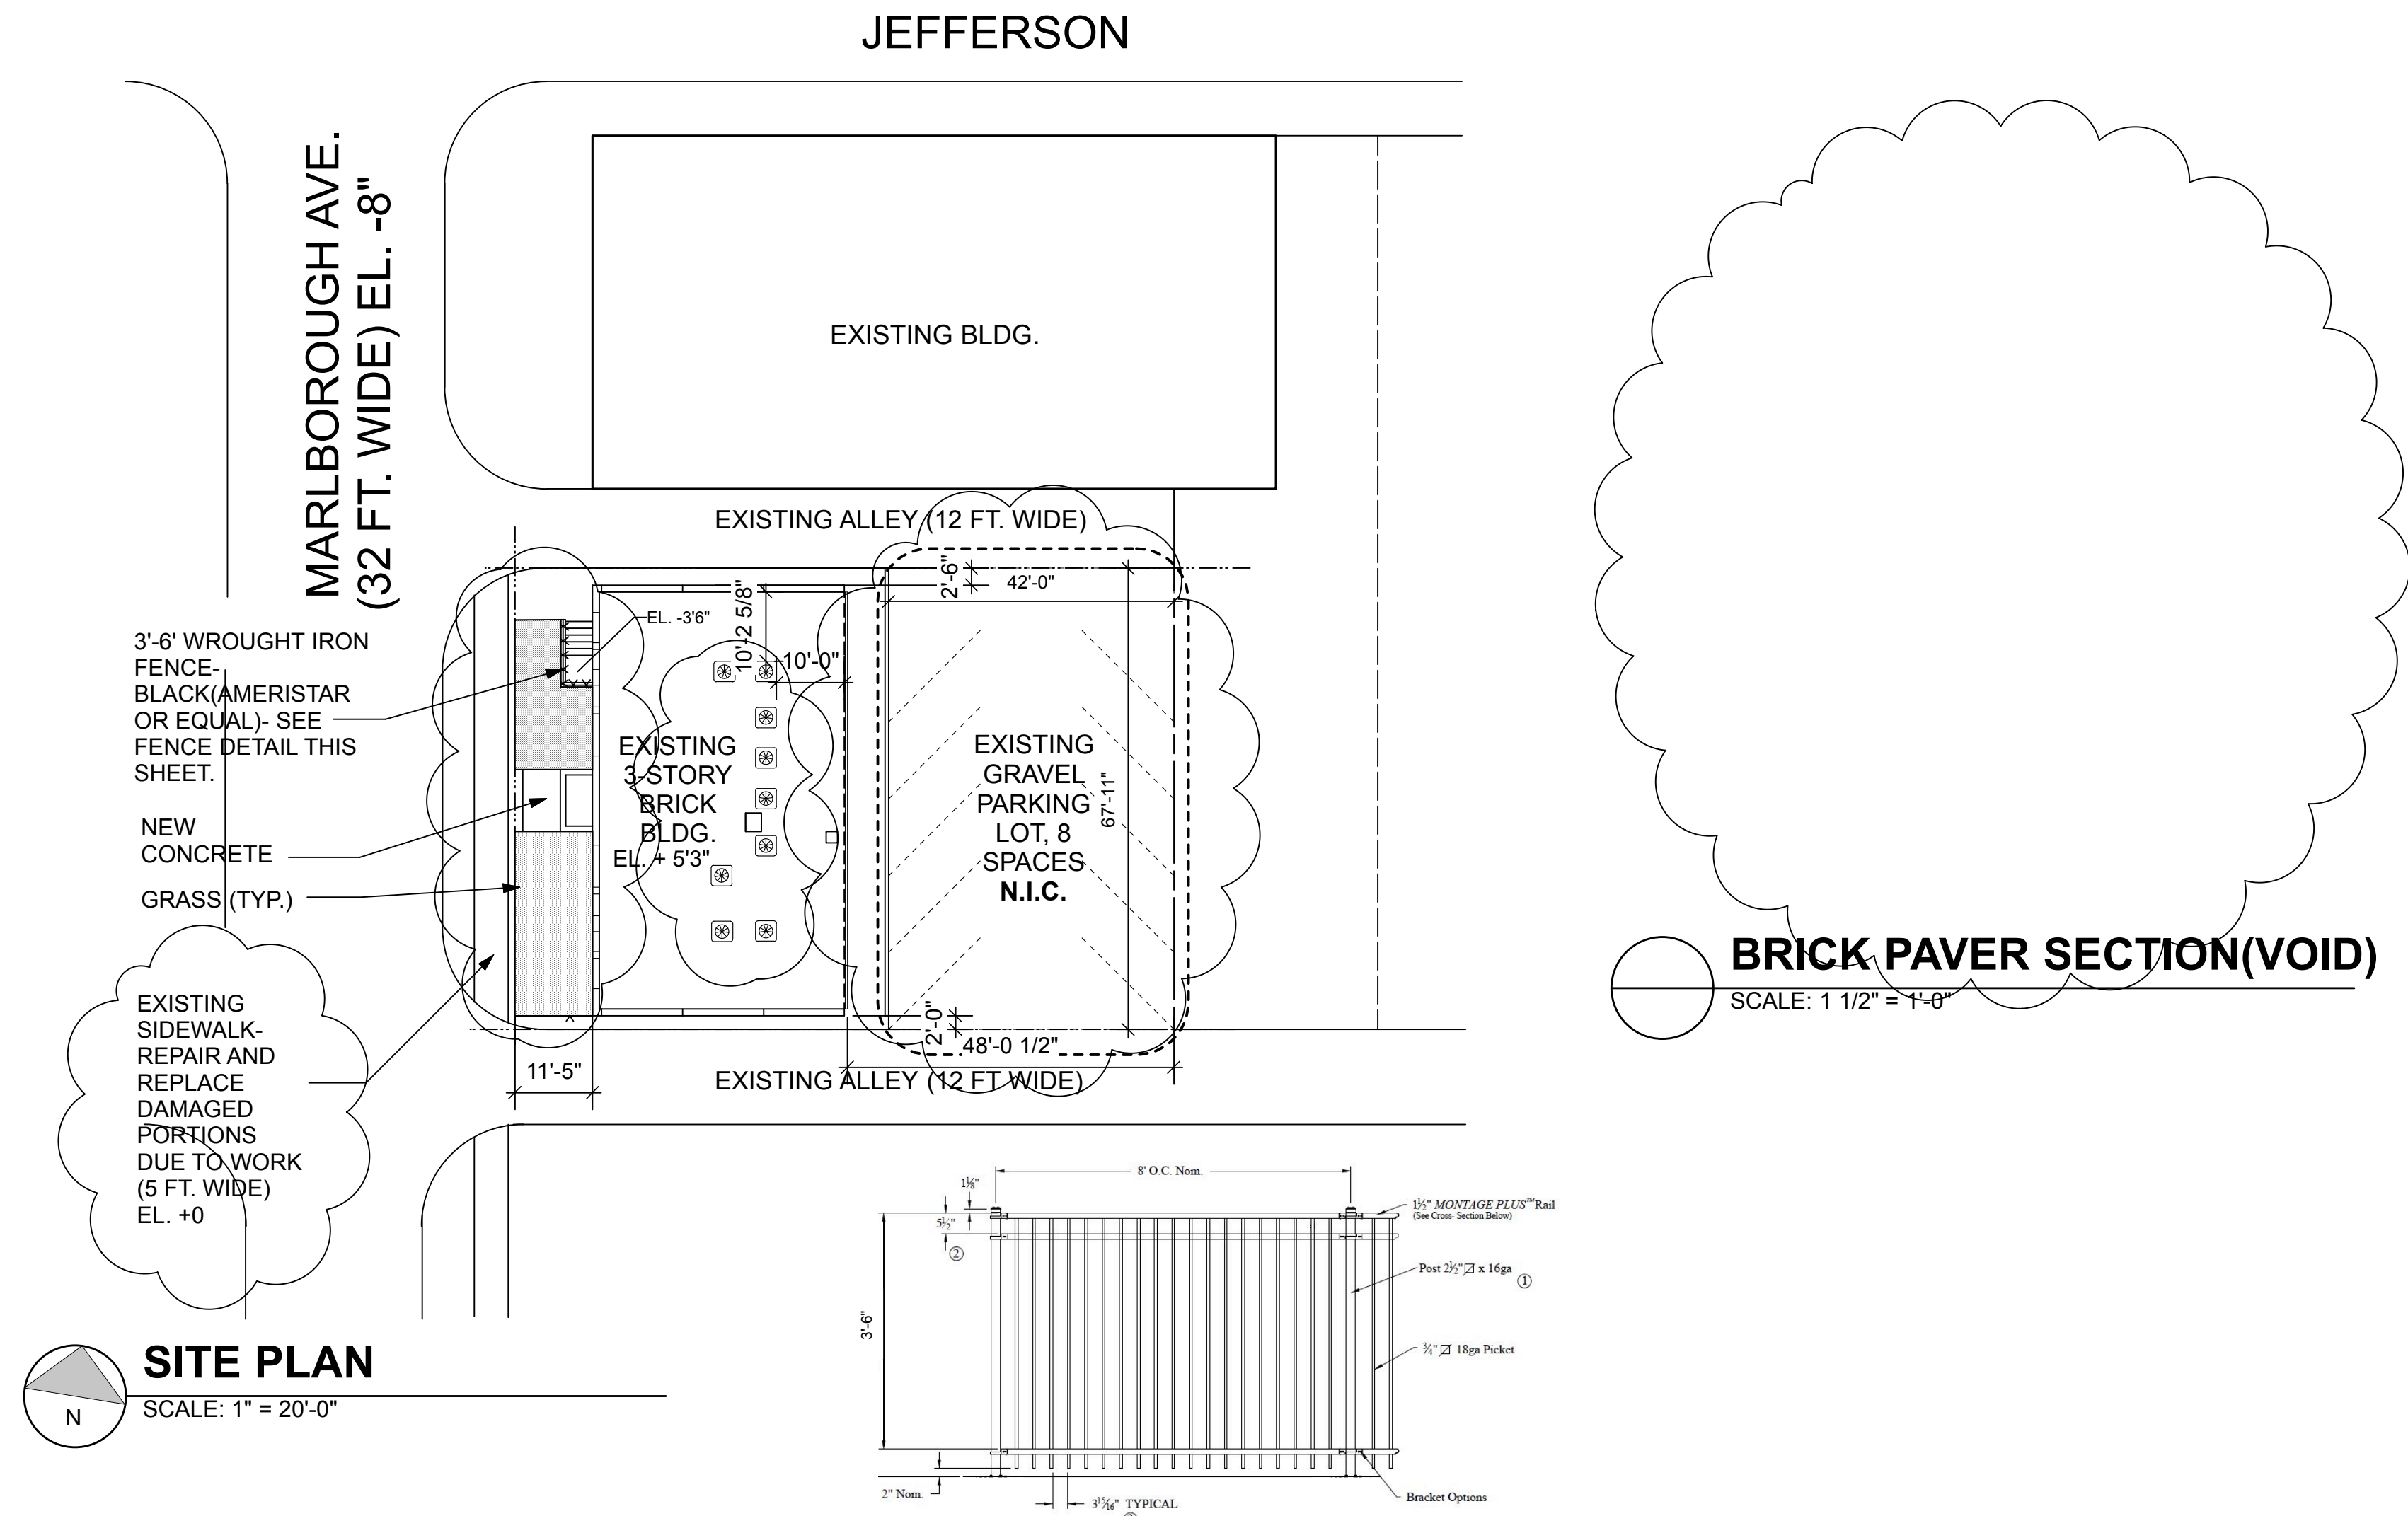 JEFFERSON
MARLBOROUGH AVE.
(32 FT. WIDE) EL. -8"
EXISTING BLDG.
EXISTING ALLEY (12 FT. WIDE)
2'-6"
42'-0"
EL. -3'6"
10'-2 5/8"
10'-0"
3'-6' WROUGHT IRON
FENCE-
BLACK(AMERISTAR
OR EQUAL)- SEE
FENCE DETAIL THIS
SHEET.
NEW
CONCRETE
GRASS (TYP.)
EXISTING
3-STORY
BRICK
BLDG.
EL. + 5'3"
EXISTING
GRAVEL
PARKING
LOT, 8
SPACES
N.I.C.
67'-11"
2'-0"
48'-0 1/2"
11'-5"
EXISTING ALLEY (12 FT WIDE)
EXISTING
SIDEWALK-
REPAIR AND
REPLACE
DAMAGED
PORTIONS
DUE TO WORK
(5 FT. WIDE)
EL. +0
BRICK PAVER SECTION(VOID)
SCALE: 1 1/2" = 1'-0"
SITE PLAN
SCALE: 1" = 20'-0"
N
8' O.C. Nom.
1⅛"
5½"
②
3'-6"
1½" MONTAGE PLUS™ Rail
(See Cross- Section Below)
Post 2½" x 16ga
①
¾" 18ga Picket
2" Nom.
3 15/16" TYPICAL
Bracket Options